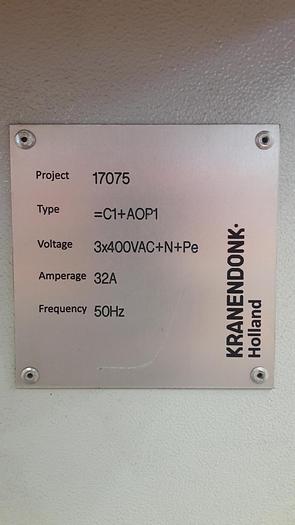 Project 17075
Type =C1+AOP1
Voltage 3x400VAC+N+Pe
Amperage 32A
Frequency 50Hz
KRANENDONK
Holland